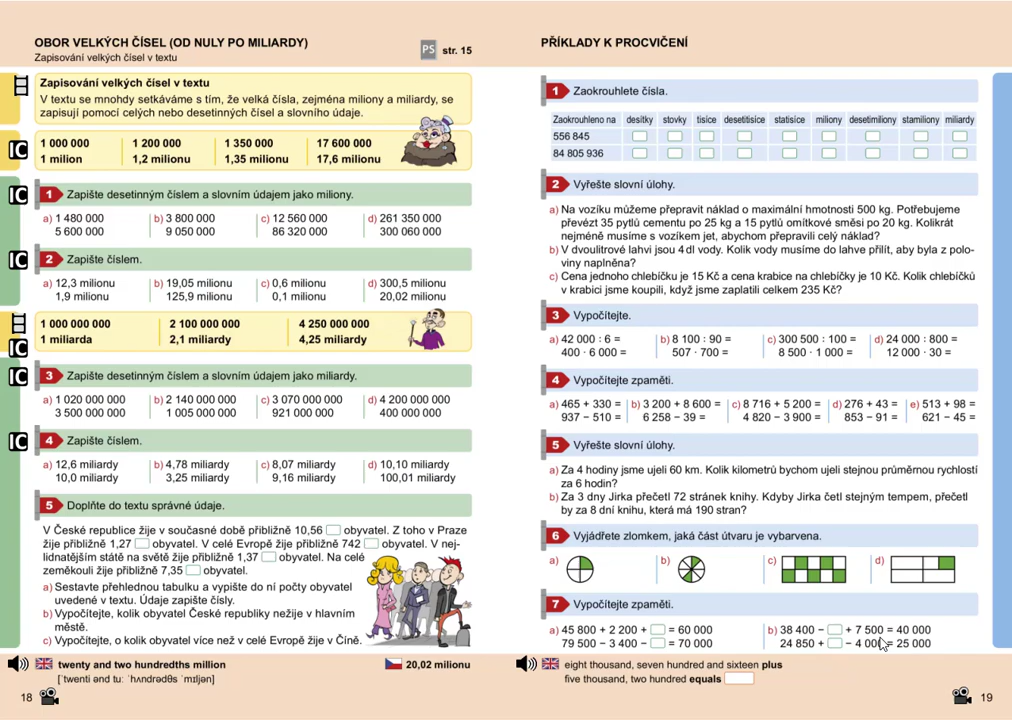 OBOR VELKÝCH ČÍSEL (OD NULY PO MILIARDY)
Zapisování velkých čísel v textu
PS str. 15
Zapisování velkých čísel v textu
V textu se mnohdy setkáváme s tím, že velká čísla, zejména miliony a miliardy, se
zapisují pomocí celých nebo desetinných čísel a slovního údaje.
IC
1 000 000 1 200 000 1 350 000 17 600 000
1 milion 1,2 milionu 1,35 milionu 17,6 milionu
IC
1 Zapište desetinným číslem a slovním údajem jako miliony.
a) 1 480 000 b) 3 800 000 c) 12 560 000 d) 261 350 000
5 600 000 9 050 000 86 320 000 300 060 000
IC
2 Zapište číslem.
a) 12,3 milionu b) 19,05 milionu c) 0,6 milionu d) 300,5 milionu
1,9 milionu 125,9 milionu 0,1 milionu 20,02 milionu
1 000 000 000 2 100 000 000 4 250 000 000
1 miliarda 2,1 miliardy 4,25 miliardy
IC
IC
3 Zapište desetinným číslem a slovním údajem jako miliardy.
a) 1 020 000 000 b) 2 140 000 000 c) 3 070 000 000 d) 4 200 000 000
3 500 000 000 1 005 000 000 921 000 000 400 000 000
IC
4 Zapište číslem.
a) 12,6 miliardy b) 4,78 miliardy c) 8,07 miliardy d) 10,10 miliardy
10,0 miliardy 3,25 miliardy 9,16 miliardy 100,01 miliardy
5 Doplňte do textu správné údaje.
V České republice žije v současné době přibližně 10,56 obyvatel. Z toho v Praze
žije přibližně 1,27 obyvatel. V celé Evropě žije přibližně 742 obyvatel. V nej-
lidnatějším státě na světě žije přibližně 1,37 obyvatel. Na celé
zeměkouli žije přibližně 7,35 obyvatel.
a) Sestavte přehlednou tabulku a vypište do ní počty obyvatel
uvedené v textu. Údaje zapište čísly.
b) Vypočítejte, kolik obyvatel České republiky nežije v hlavním
městě.
c) Vypočítejte, o kolik obyvatel více než v celé Evropě žije v Číně.
twenty and two hundredths million 20,02 milionu
[ˈtwenti ənd tuː ˈhʌndrədθs ˈmɪljən]
18
PŘÍKLADY K PROCVIČENÍ
1 Zaokrouhlete čísla.
Zaokrouhleno na desítky stovky tisíce desetitisíce statisíce miliony desetimiliony stamiliony miliardy
556 845
84 805 936
2 Vyřešte slovní úlohy.
a) Na vozíku můžeme přepravit náklad o maximální hmotnosti 500 kg. Potřebujeme
převézt 35 pytlů cementu po 25 kg a 15 pytlů omítkové směsi po 20 kg. Kolikrát
nejméně musíme s vozíkem jet, abychom přepravili celý náklad?
b) V dvoulitrové lahvi jsou 4 dl vody. Kolik vody musíme do lahve přilít, aby byla z polo-
viny naplněna?
c) Cena jednoho chlebíčku je 15 Kč a cena krabice na chlebíčky je 10 Kč. Kolik chlebíčků
v krabici jsme koupili, když jsme zaplatili celkem 235 Kč?
3 Vypočítejte.
a) 42 000 : 6 = b) 8 100 : 90 = c) 300 500 : 100 = d) 24 000 : 800 =
400 · 6 000 = 507 · 700 = 8 500 · 1 000 = 12 000 · 30 =
4 Vypočítejte zpaměti.
a) 465 + 330 = b) 3 200 + 8 600 = c) 8 716 + 5 200 = d) 276 + 43 = e) 513 + 98 =
937 − 510 = 6 258 − 39 = 4 820 − 3 900 = 853 − 91 = 621 − 45 =
5 Vyřešte slovní úlohy.
a) Za 4 hodiny jsme ujeli 60 km. Kolik kilometrů bychom ujeli stejnou průměrnou rychlostí
za 6 hodin?
b) Za 3 dny Jirka přečetl 72 stránek knihy. Kdyby Jirka četl stejným tempem, přečetl
by za 8 dní knihu, která má 190 stran?
6 Vyjádřete zlomkem, jaká část útvaru je vybarvena.
a) b) c) d)
7 Vypočítejte zpaměti.
a) 45 800 + 2 200 + = 60 000 b) 38 400 − + 7 500 = 40 000
79 500 − 3 400 − = 70 000 24 850 + − 4 000 = 25 000
eight thousand, seven hundred and sixteen plus
five thousand, two hundred equals
19